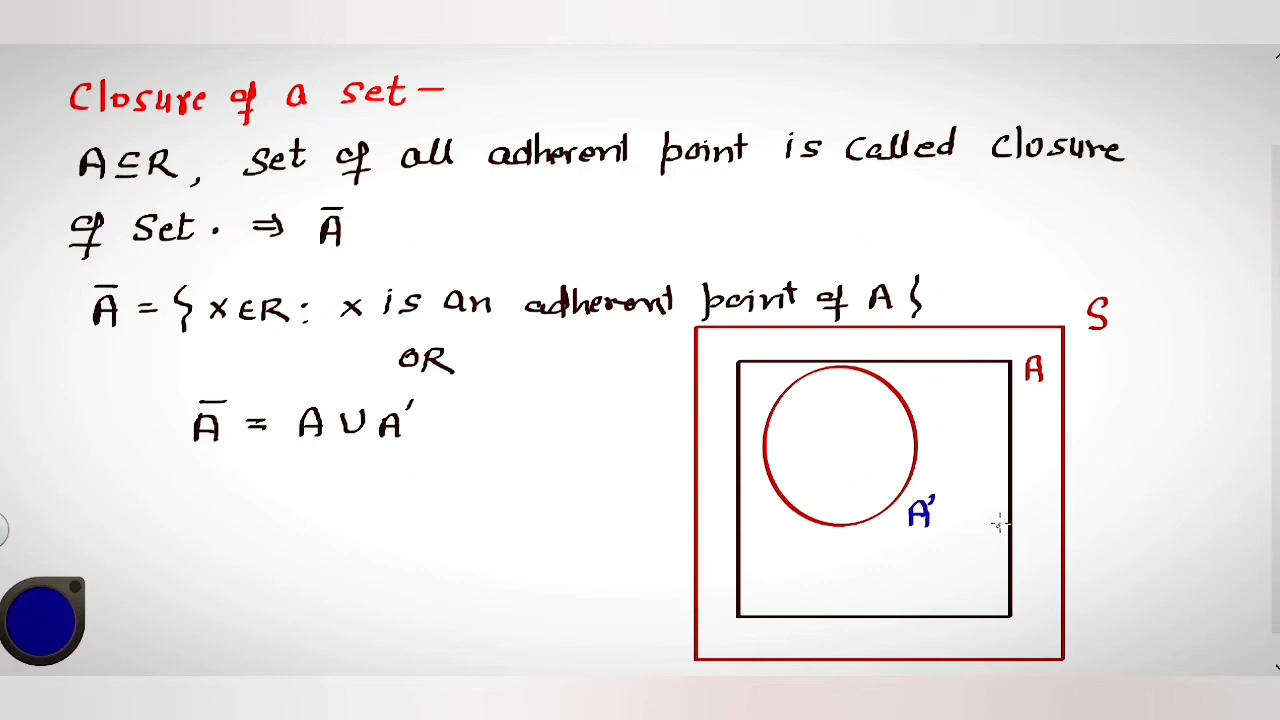 Closure of a set -
A ⊆ R, Set of all adherent point is called closure
of Set. ⇒ A̅
A̅ = { x ∈ R : x is an adherent point of A }
OR
A̅ = A ∪ A'
S
A
A'